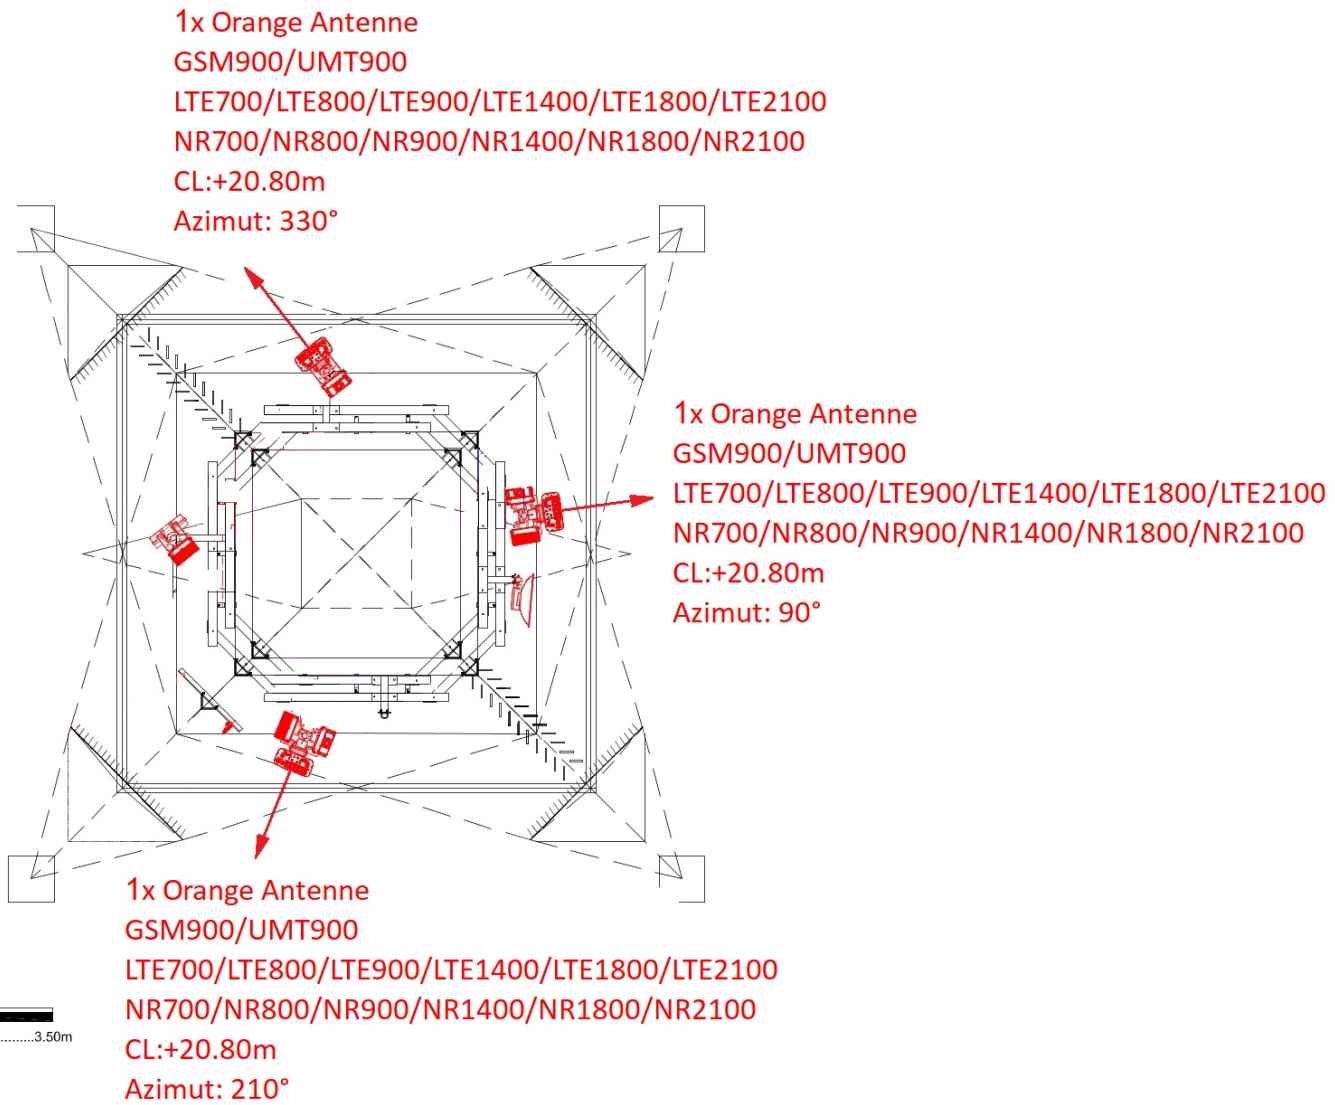 1x Orange Antenne
GSM900/UMT900
LTE700/LTE800/LTE900/LTE1400/LTE1800/LTE2100
NR700/NR800/NR900/NR1400/NR1800/NR2100
CL:+20.80m
Azimut: 330°
1x Orange Antenne
GSM900/UMT900
LTE700/LTE800/LTE900/LTE1400/LTE1800/LTE2100
NR700/NR800/NR900/NR1400/NR1800/NR2100
CL:+20.80m
Azimut: 90°
1x Orange Antenne
GSM900/UMT900
LTE700/LTE800/LTE900/LTE1400/LTE1800/LTE2100
NR700/NR800/NR900/NR1400/NR1800/NR2100
CL:+20.80m
Azimut: 210°
.........3.50m